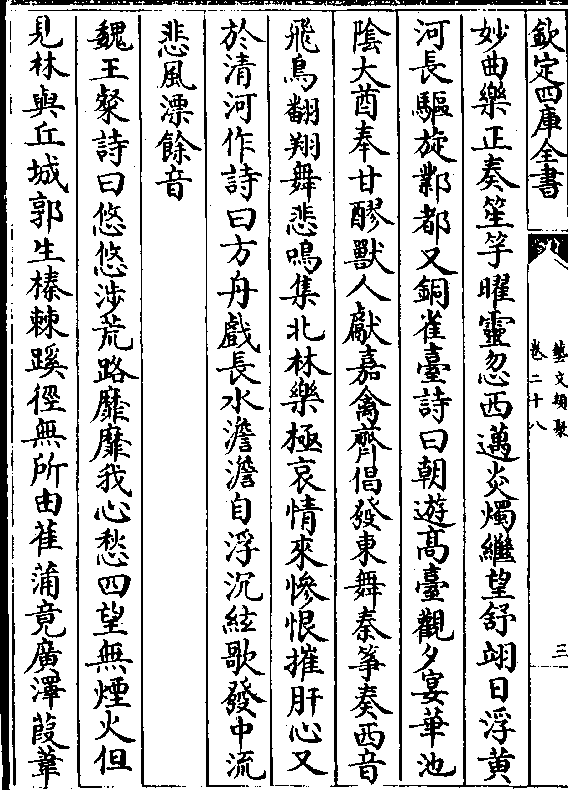 欽定四庫全書
藝文類聚
卷二十八
三
妙曲樂正奏笙竽曜靈忽西邁炎燭繼望舒翊日浮黄
河長驅旋鄴都又銅雀臺詩曰朝遊髙臺觀夕宴華池
隂大酋奉甘醪獸人獻嘉禽齊倡發東舞秦箏奏西音
飛鳥翻翔舞悲鳴集北林樂極哀情來慘恨摧肝心又
於清河作詩曰方舟戲長水澹澹自浮沉絃歌發中流
悲風漂餘音
魏王粲詩曰悠悠涉荒路靡靡我心愁四望無煙火但
見林與丘城郭生榛棘蹊徑無所由萑蒲竟廣澤葭葦